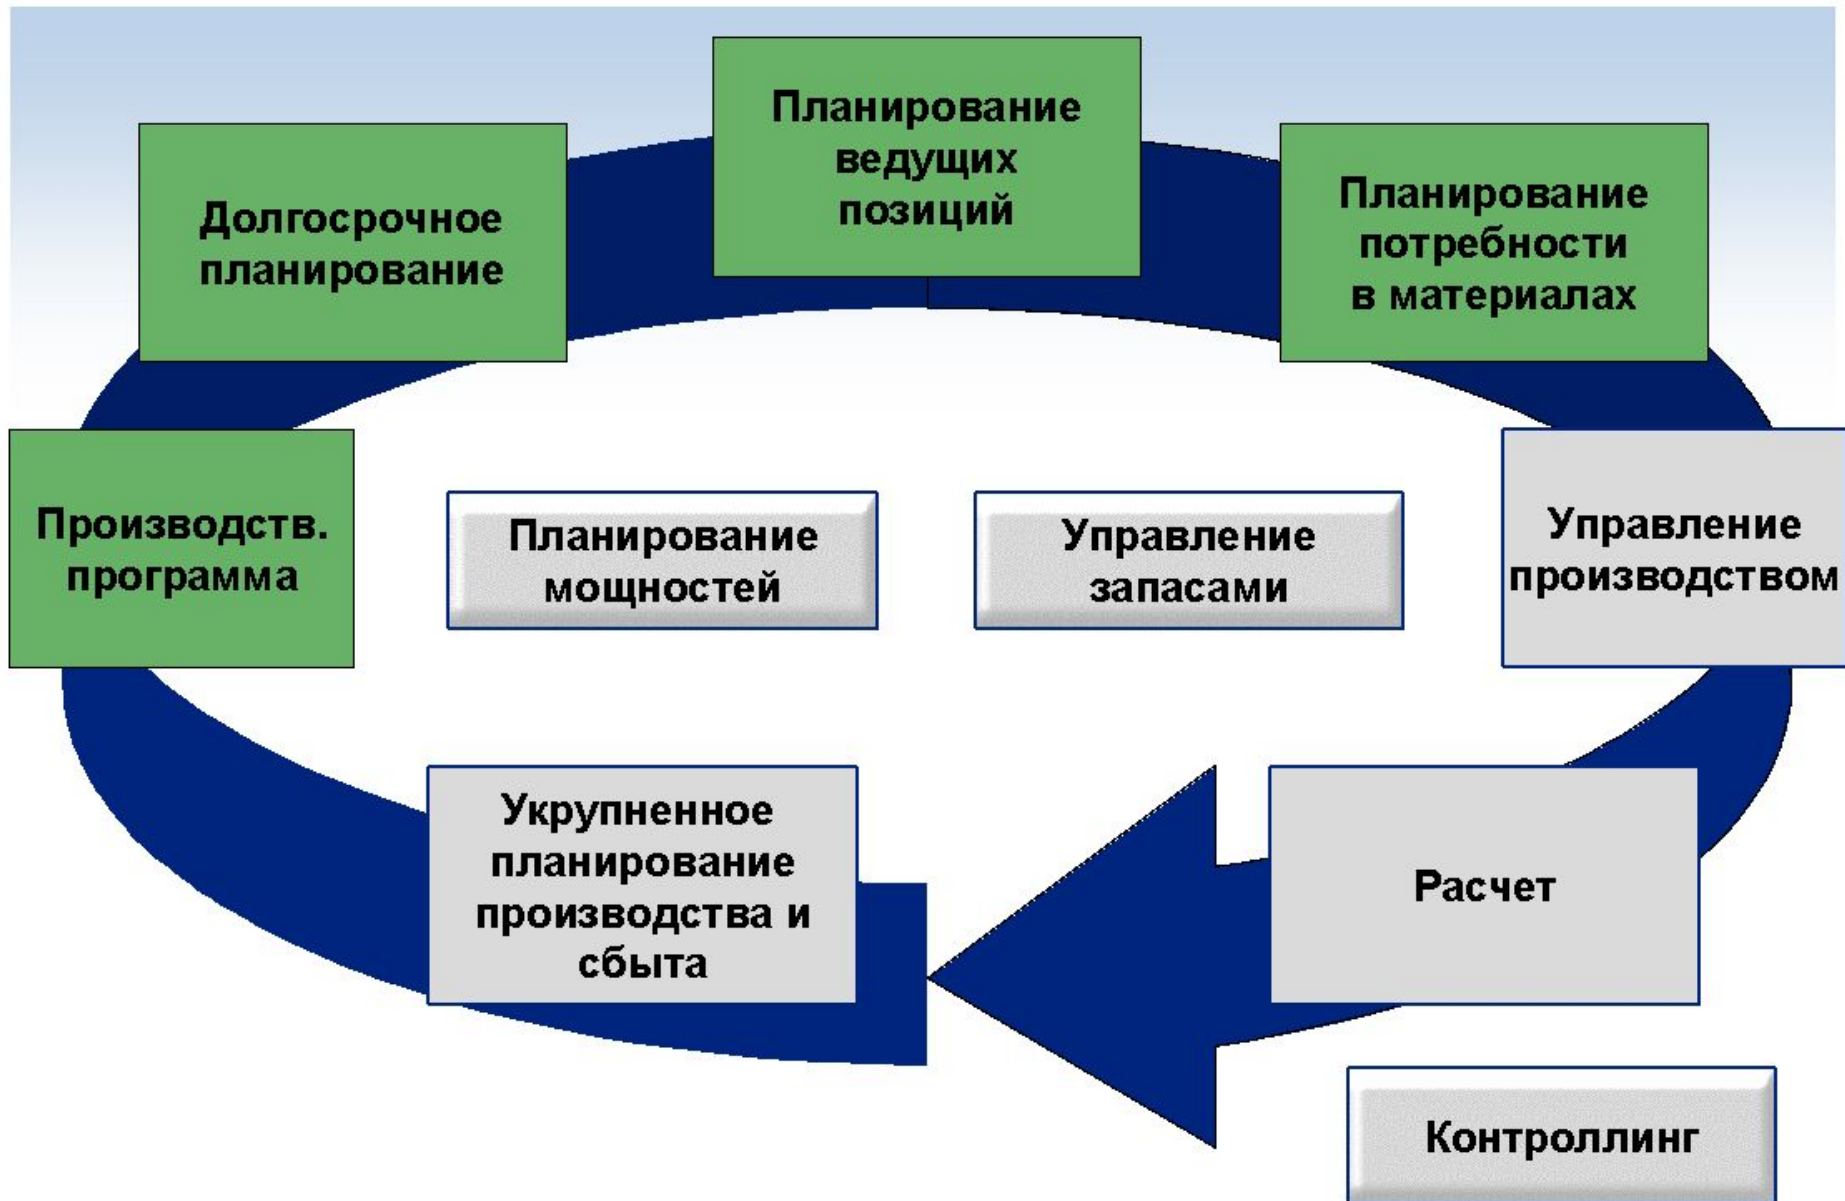 Планирование
ведущих
позиций
Долгосрочное
планирование
Планирование
потребности
в материалах
Производств.
программа
Планирование
мощностей
Управление
запасами
Управление
производством
Укрупненное
планирование
производства и
сбыта
Расчет
Контроллинг